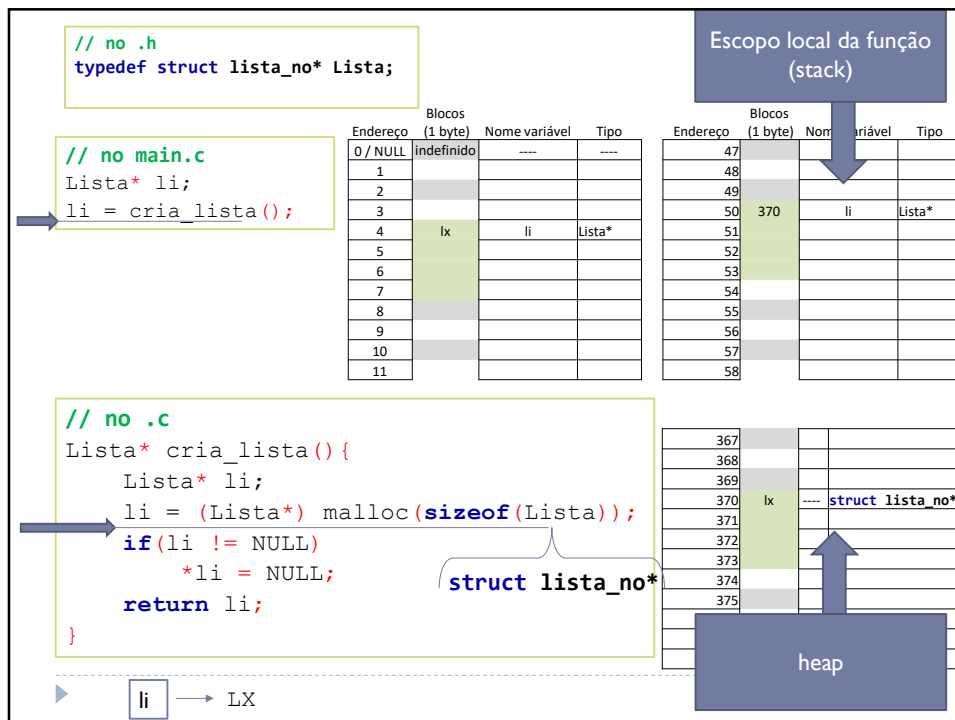 // no .h
typedef struct lista_no* Lista;
Escopo local da função
(stack)
// no main.c
Lista* li;
li = cria_lista();
Endereço Blocos (1 byte) Nome variável Tipo
0 / NULL indefinido ---- ----
1
2
3
4 lx li Lista*
5
6
7
8
9
10
11
Endereço Blocos (1 byte) Nom riável Tipo
47
48
49
50 370 li Lista*
51
52
53
54
55
56
57
58
// no .c
Lista* cria_lista(){
Lista* li;
li = (Lista*) malloc(sizeof(Lista));
if(li != NULL)
*li = NULL;
return li;
}
struct lista_no*
367
368
369
370 lx ---- struct lista_no*
371
372
373
374
375
heap
li LX